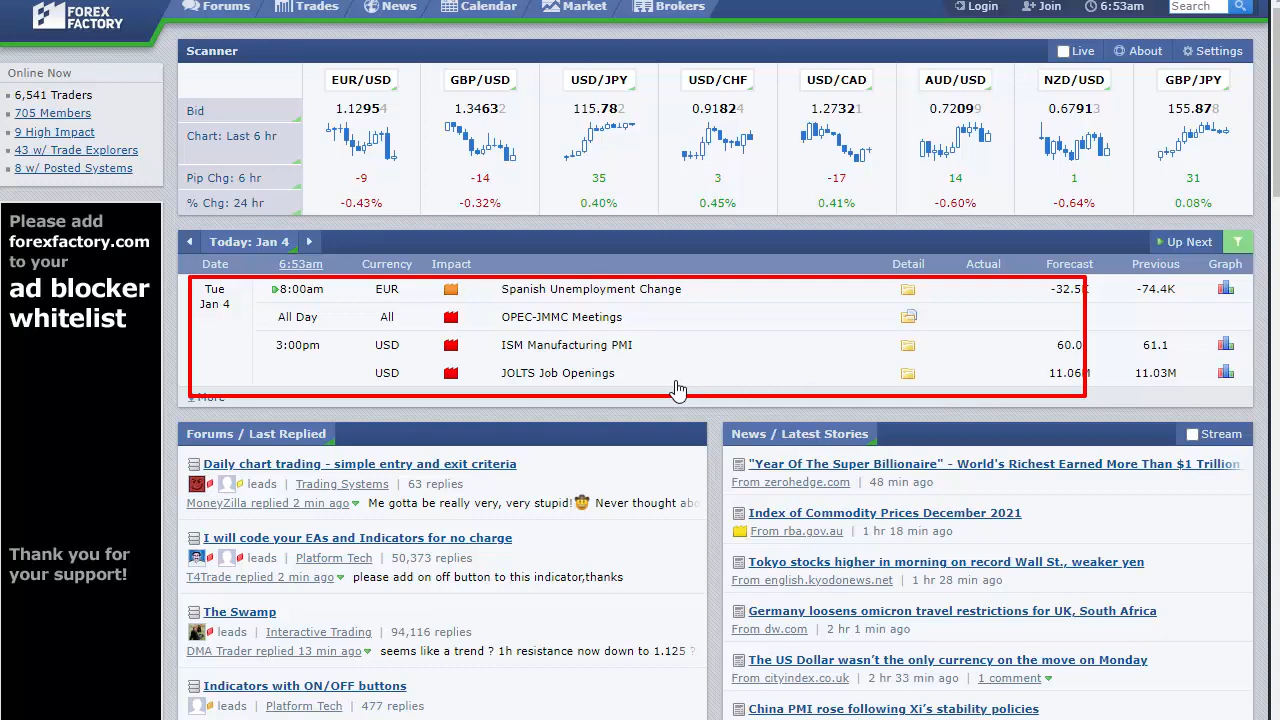 FOREX
FACTORY
Forums
Trades
News
Calendar
Market
Brokers
Login
Join
6:53am
Search
Online Now
6,541 Traders
705 Members
9 High Impact
43 w/ Trade Explorers
8 w/ Posted Systems
Please add
forexfactory.com
to your
ad blocker
whitelist
Thank you for
your support!
Scanner
Live
About
Settings
EUR/USD GBP/USD USD/JPY USD/CHF USD/CAD AUD/USD NZD/USD GBP/JPY
Bid 1.12954 1.34632 115.782 0.91824 1.27321 0.72099 0.67913 155.878
Chart: Last 6 hr
Pip Chg: 6 hr -9 -14 35 3 -17 14 1 31
% Chg: 24 hr -0.43% -0.32% 0.40% 0.45% 0.41% -0.60% -0.64% 0.08%
Today: Jan 4
Up Next
Date 6:53am Currency Impact Detail Actual Forecast Previous Graph
Tue
Jan 4
8:00am EUR Spanish Unemployment Change -32.5K -74.4K
All Day All OPEC-JMMC Meetings
3:00pm USD ISM Manufacturing PMI 60.0 61.1
USD JOLTS Job Openings 11.06M 11.03M
More
Forums / Last Replied
Daily chart trading - simple entry and exit criteria
leads | Trading Systems | 63 replies
MoneyZilla replied 2 min ago Me gotta be really very, very stupid! Never thought abo
I will code your EAs and Indicators for no charge
leads | Platform Tech | 50,373 replies
T4Trade replied 2 min ago please add on off button to this indicator,thanks
The Swamp
leads | Interactive Trading | 94,116 replies
DMA Trader replied 13 min ago seems like a trend ? 1h resistance now down to 1.125 ?
Indicators with ON/OFF buttons
leads | Platform Tech | 477 replies
News / Latest Stories
Stream
"Year Of The Super Billionaire" - World's Richest Earned More Than $1 Trillion
From zerohedge.com | 48 min ago
Index of Commodity Prices December 2021
From rba.gov.au | 1 hr 18 min ago
Tokyo stocks higher in morning on record Wall St., weaker yen
From english.kyodonews.net | 1 hr 28 min ago
Germany loosens omicron travel restrictions for UK, South Africa
From dw.com | 2 hr 1 min ago
The US Dollar wasn't the only currency on the move on Monday
From cityindex.co.uk | 2 hr 33 min ago | 1 comment
China PMI rose following Xi's stability policies